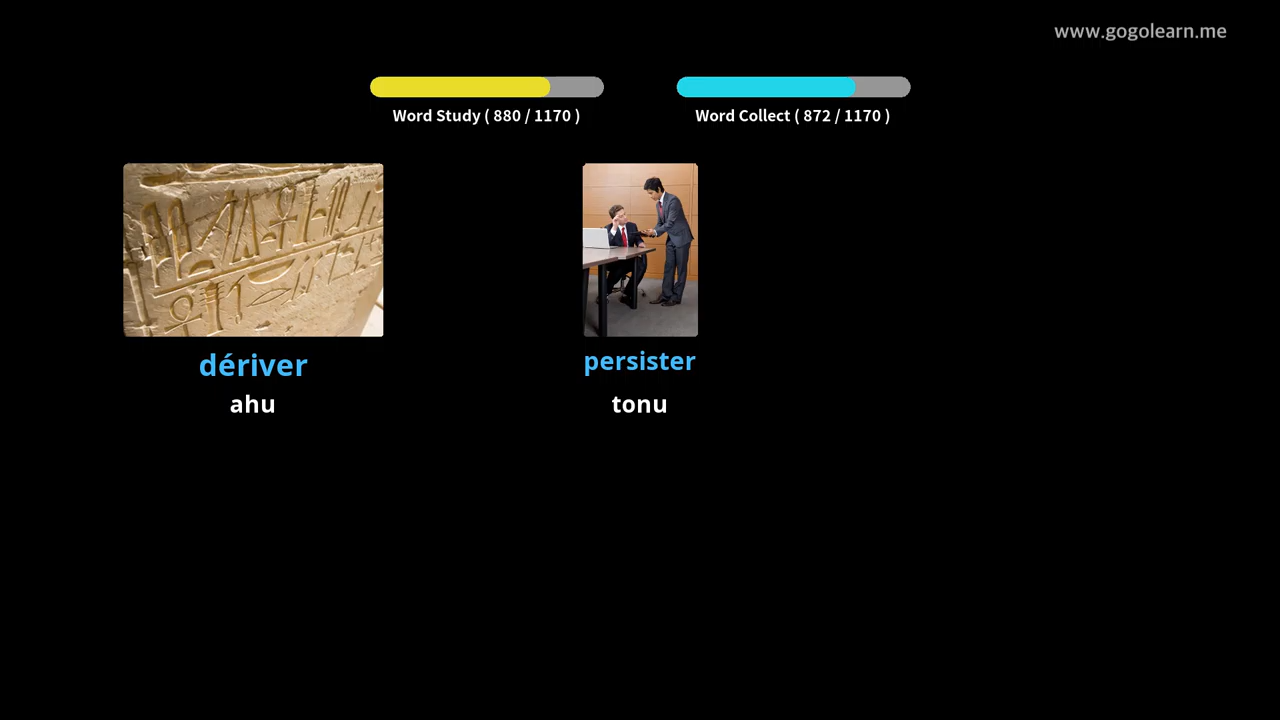 www.gogolearn.me
Word Study ( 880 / 1170 )
Word Collect ( 872 / 1170 )
dériver
persister
ahu
tonu